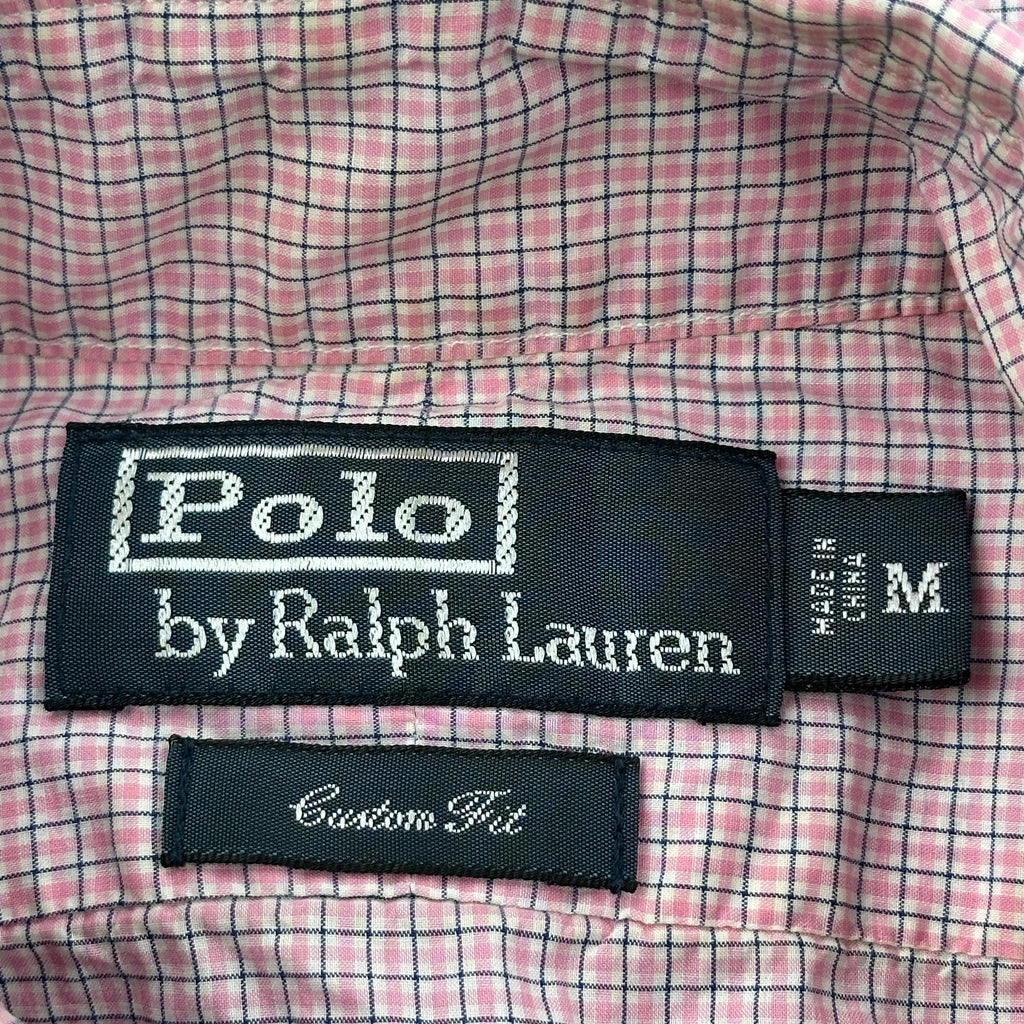 Polo
by Ralph Lauren
MADE IN
CHINA
M
Custom Fit